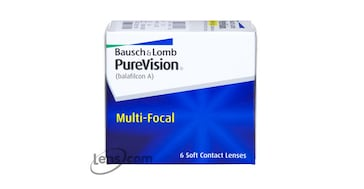 Bausch & Lomb
PureVision®
(balafilcon A)
Multi-Focal
6 Soft Contact Lenses
Lens.com